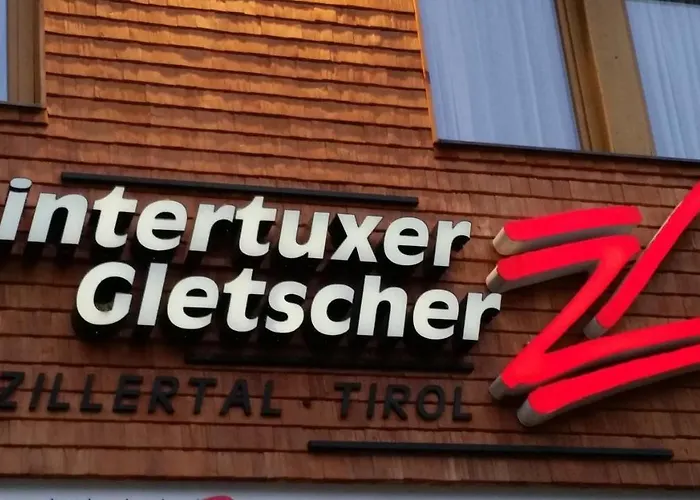 intertuxer
Gletscher
ZILLERTAL · TIROL